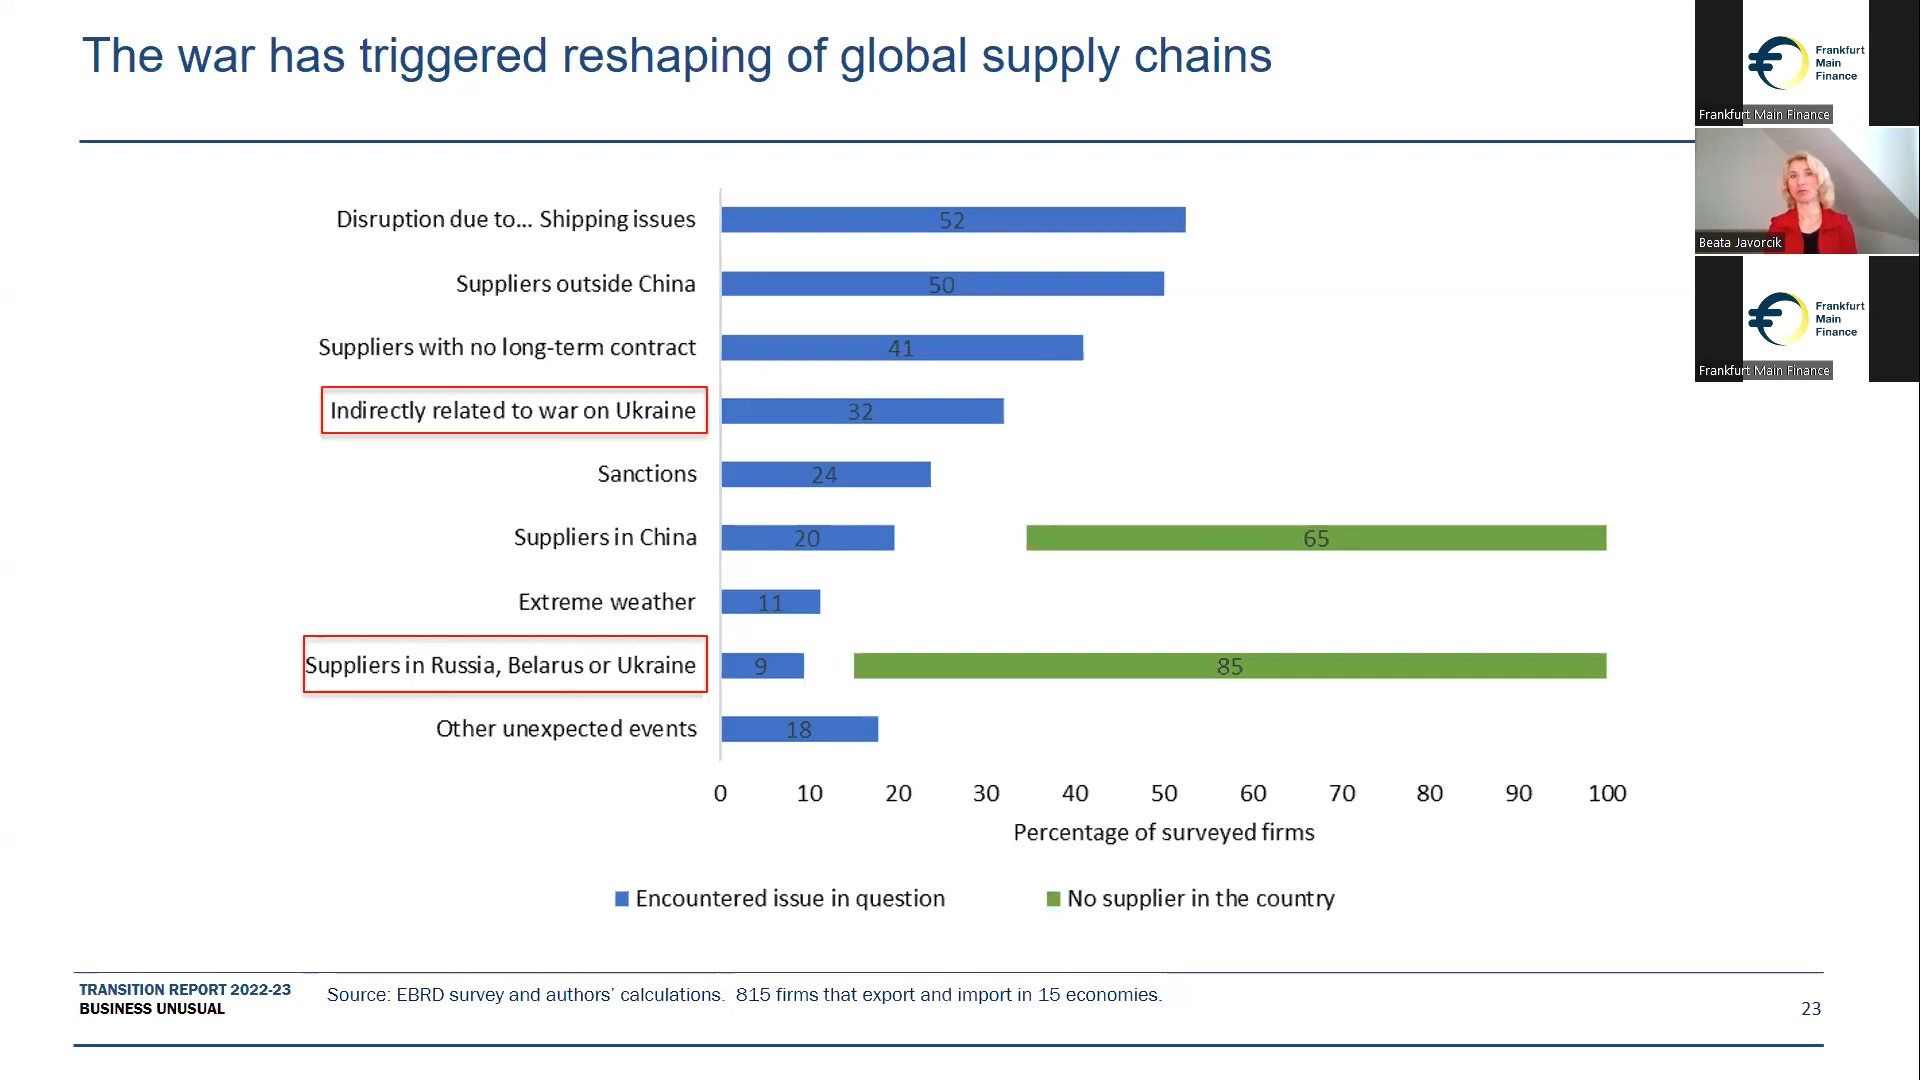 The war has triggered reshaping of global supply chains
Frankfurt
Main
Finance
Frankfurt Main Finance
Beata Javorcik
Frankfurt
Main
Finance
Frankfurt Main Finance
Disruption due to... Shipping issues
52
Suppliers outside China
50
Suppliers with no long-term contract
41
Indirectly related to war on Ukraine
32
Sanctions
24
Suppliers in China
20
65
Extreme weather
11
Suppliers in Russia, Belarus or Ukraine
9
85
Other unexpected events
18
0 10 20 30 40 50 60 70 80 90 100
Percentage of surveyed firms
Encountered issue in question
No supplier in the country
TRANSITION REPORT 2022-23
BUSINESS UNUSUAL
Source: EBRD survey and authors’ calculations. 815 firms that export and import in 15 economies.
23